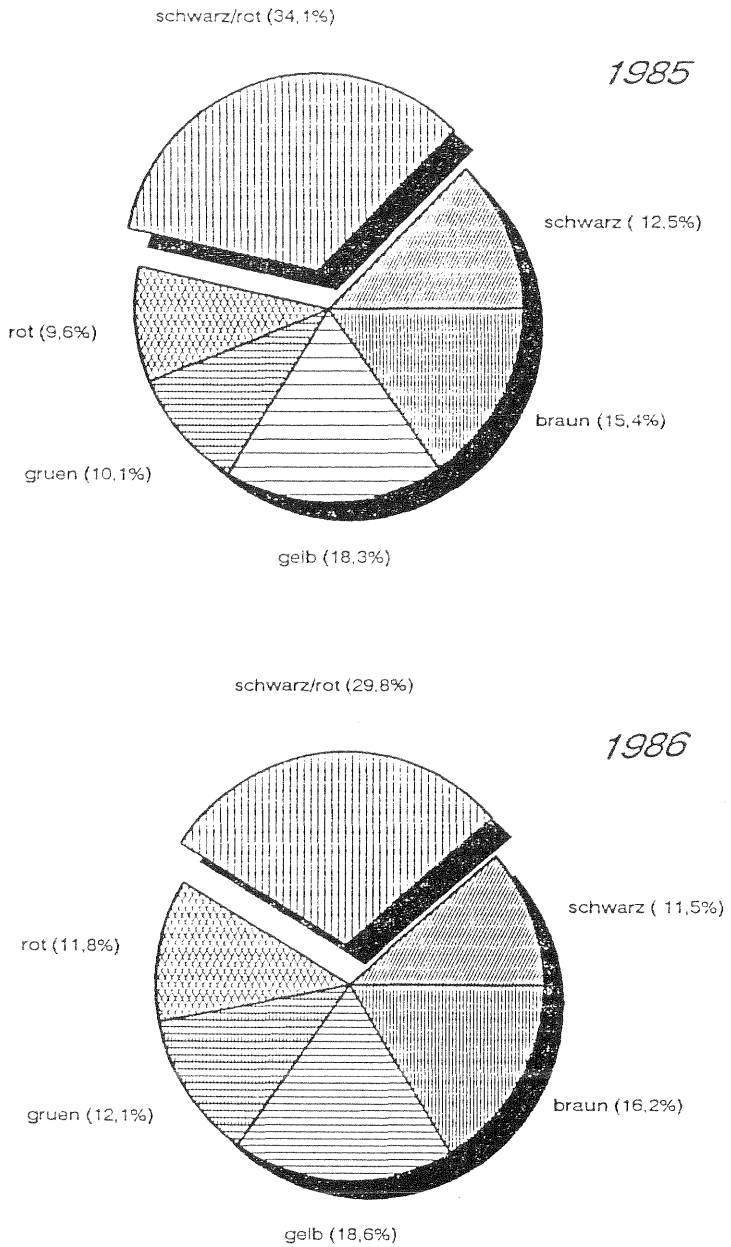 schwarz/rot (34,1%)
1985
schwarz ( 12,5%)
rot (9,6%)
braun (15,4%)
gruen (10,1%)
gelb (18,3%)
schwarz/rot (29,8%)
1986
schwarz ( 11,5%)
rot (11,8%)
braun (16,2%)
gruen (12,1%)
gelb (18,6%)